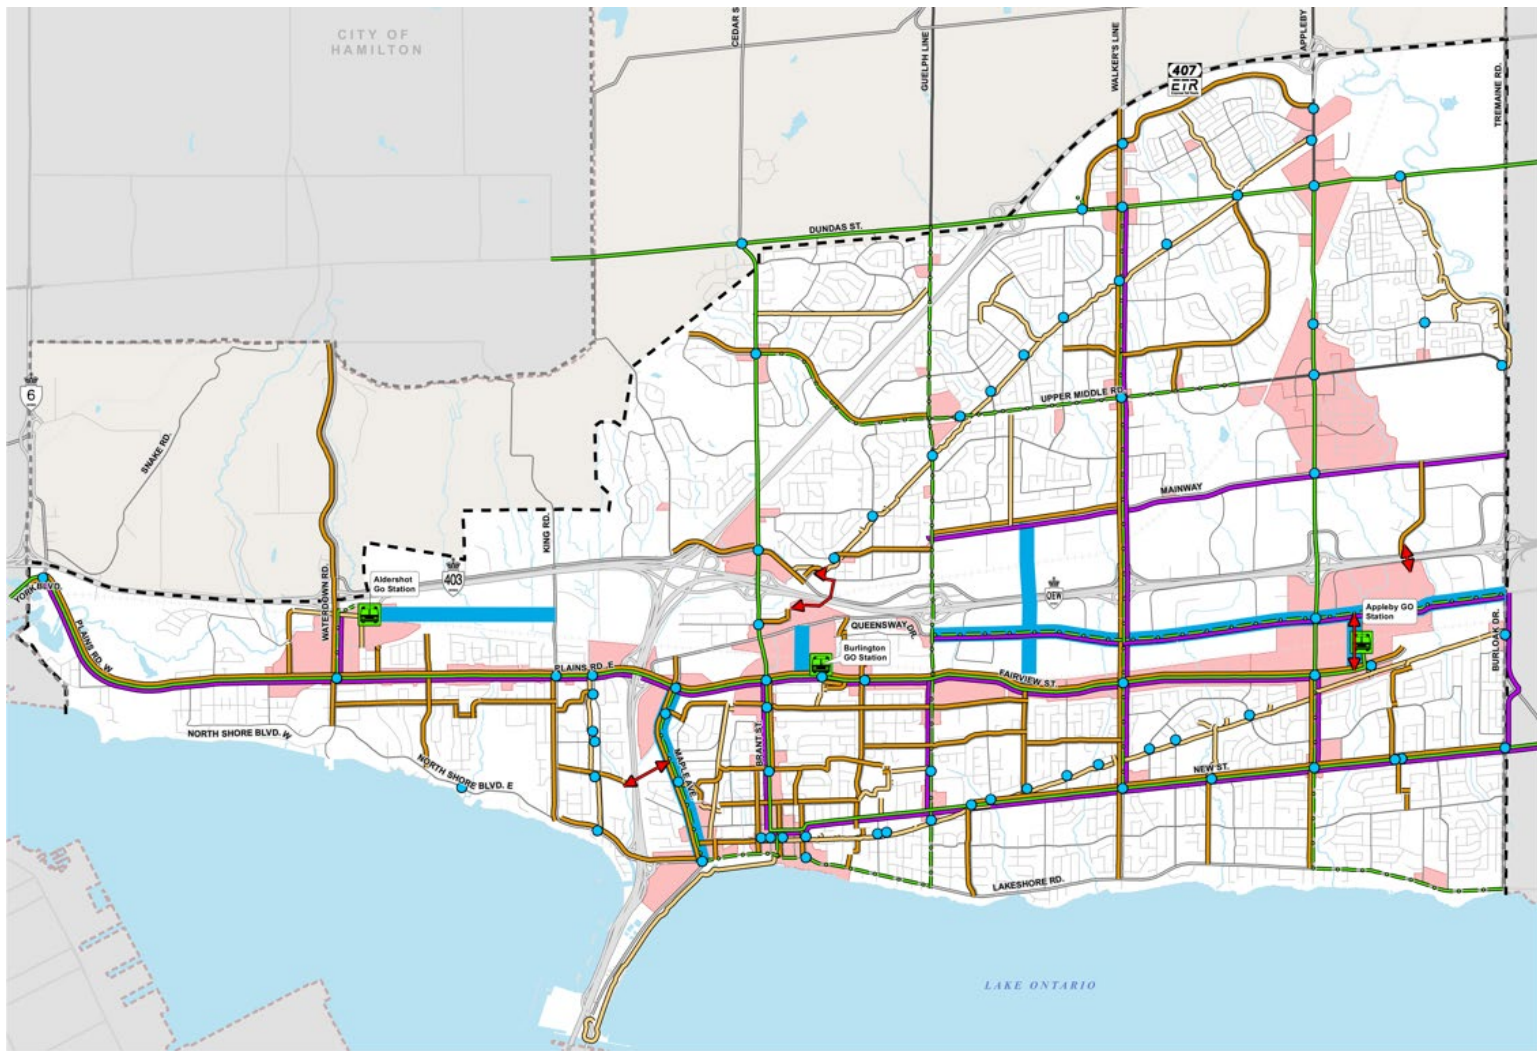 CITY OF
HAMILTON
CEDAR S
GUELPH LINE
WALKER'S LINE
APPLEBY
TREMAINE RD.
407
ETR
DUNDAS ST.
6
SNAKE RD.
UPPER MIDDLE RD.
MAINWAY
KING RD.
WATERDOWN RD.
Aldershot
Go Station
403
YORK BLVD.
QEW
PLAINS RD. W
QUEENSWAY DR.
Burlington
GO Station
Appleby GO
Station
BURLOAK DR.
PLAINS RD. E
FAIRVIEW ST.
NORTH SHORE BLVD. W
NORTH SHORE BLVD. E
MAPLE AVE.
BRANT ST.
NEW ST.
LAKESHORE RD.
LAKE ONTARIO